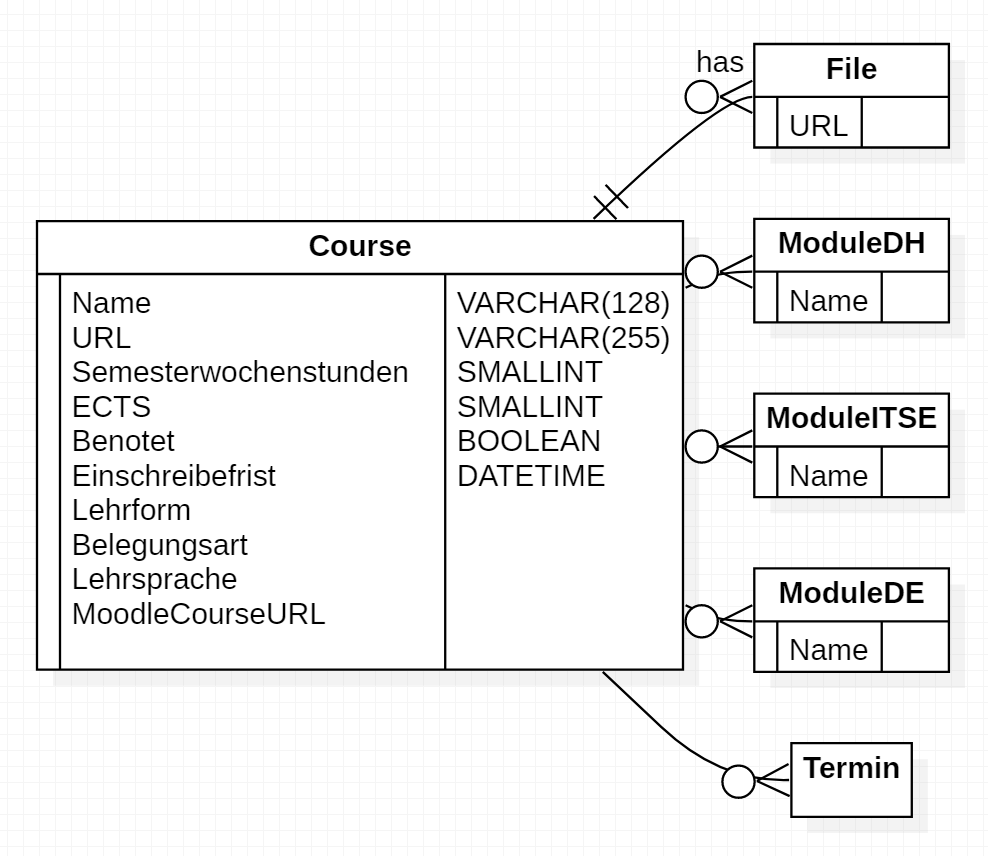 has
File
URL
Course
Name VARCHAR(128)
URL VARCHAR(255)
Semesterwochenstunden SMALLINT
ECTS SMALLINT
Benotet BOOLEAN
Einschreibefrist DATETIME
Lehrform
Belegungsart
Lehrsprache
MoodleCourseURL
ModuleDH
Name
ModuleITSE
Name
ModuleDE
Name
Termin